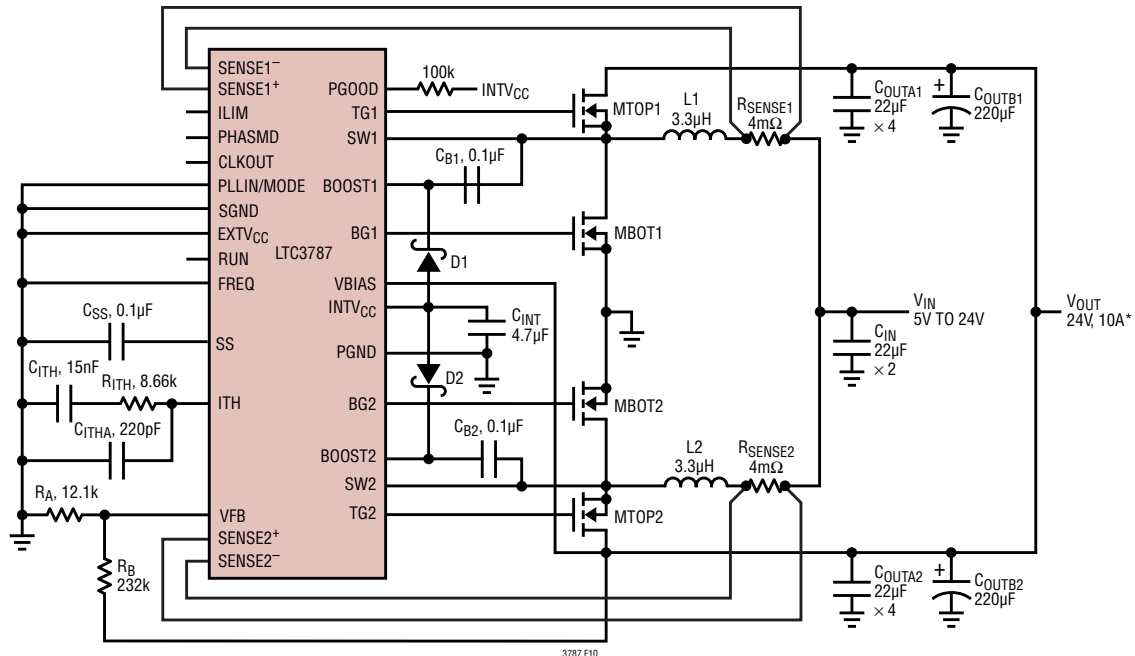 SENSE1–
SENSE1+
ILIM
PHASMD
CLKOUT
PLLIN/MODE
SGND
EXTVCC
RUN
FREQ
SS
ITH
VFB
SENSE2+
SENSE2–
LTC3787
PGOOD
TG1
SW1
BOOST1
BG1
VBIAS
INTVCC
PGND
BG2
BOOST2
SW2
TG2
100k
INTVCC
CB1, 0.1µF
D1
CINT
4.7µF
D2
CB2, 0.1µF
MTOP1
MBOT1
MBOT2
MTOP2
L1
3.3µH
RSENSE1
4mΩ
L2
3.3µH
RSENSE2
4mΩ
COUTA1
22µF
× 4
+
COUTB1
220µF
VIN
5V TO 24V
CIN
22µF
× 2
VOUT
24V, 10A*
COUTA2
22µF
× 4
+
COUTB2
220µF
CSS, 0.1µF
CITH, 15nF
RITH, 8.66k
CITHA, 220pF
RA, 12.1k
RB
232k
3787 F10